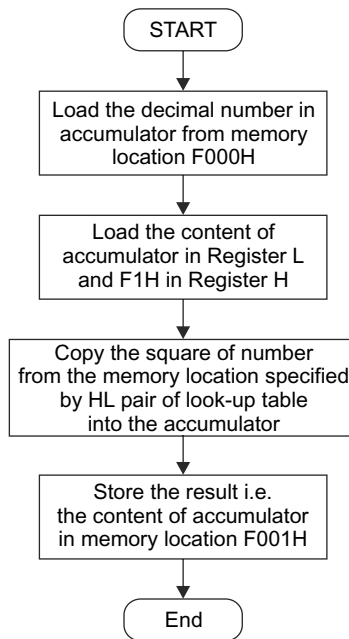 START
Load the decimal number in
accumulator from memory
location F000H
Load the content of
accumulator in Register L
and F1H in Register H
Copy the square of number
from the memory location specified
by HL pair of look-up table
into the accumulator
Store the result i.e.
the content of accumulator
in memory location F001H
End